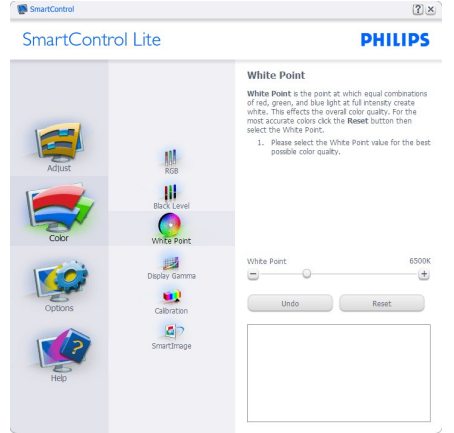 SmartControl
SmartControl Lite
PHILIPS
Adjust
Color
Options
Help
RGB
Black Level
White Point
Display Gamma
Calibration
SmartImage
White Point
White Point is the point at which equal combinations
of red, green, and blue light at full intensity create
white. This effects the overall color quality. For the
most accurate colors click the Reset button then
select the White Point.
1. Please select the White Point value for the best
possible color quality.
White Point 6500K
Undo Reset